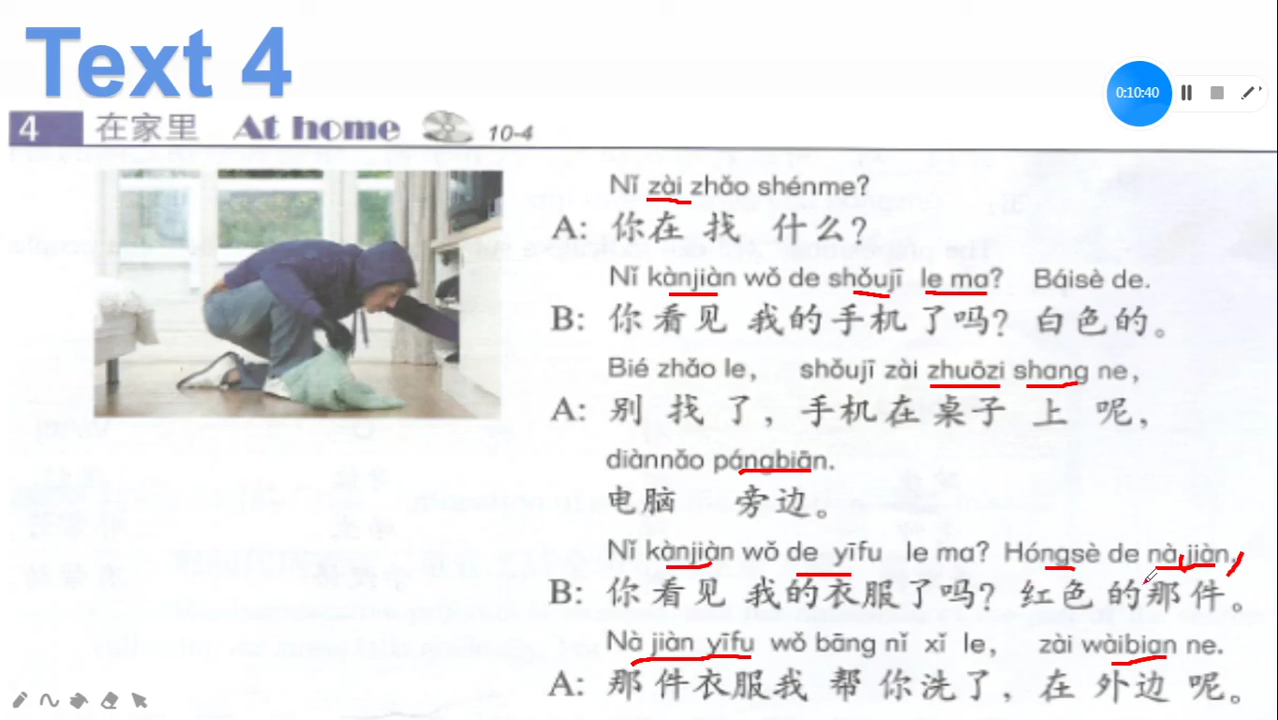 Text 4
0:10:40
4 在家里 At home 10-4
Nǐ zài zhǎo shénme?
A: 你在 找 什么?
Nǐ kànjiàn wǒ de shǒujī le ma? Báisè de.
B: 你 看见 我的手机 了吗? 白色的。
Bié zhǎo le, shǒujī zài zhuōzi shang ne,
A: 别 找 了, 手机在 桌子 上 呢,
diànnǎo pángbiān.
电脑 旁边。
Nǐ kànjiàn wǒ de yīfu le ma? Hóngsè de nà jiàn.
B: 你 看见 我的衣服了吗? 红色 的那 件。
Nà jiàn yīfu wǒ bāng nǐ xǐ le, zài wàibian ne.
A: 那 件衣服我 帮 你洗了, 在 外边 呢。